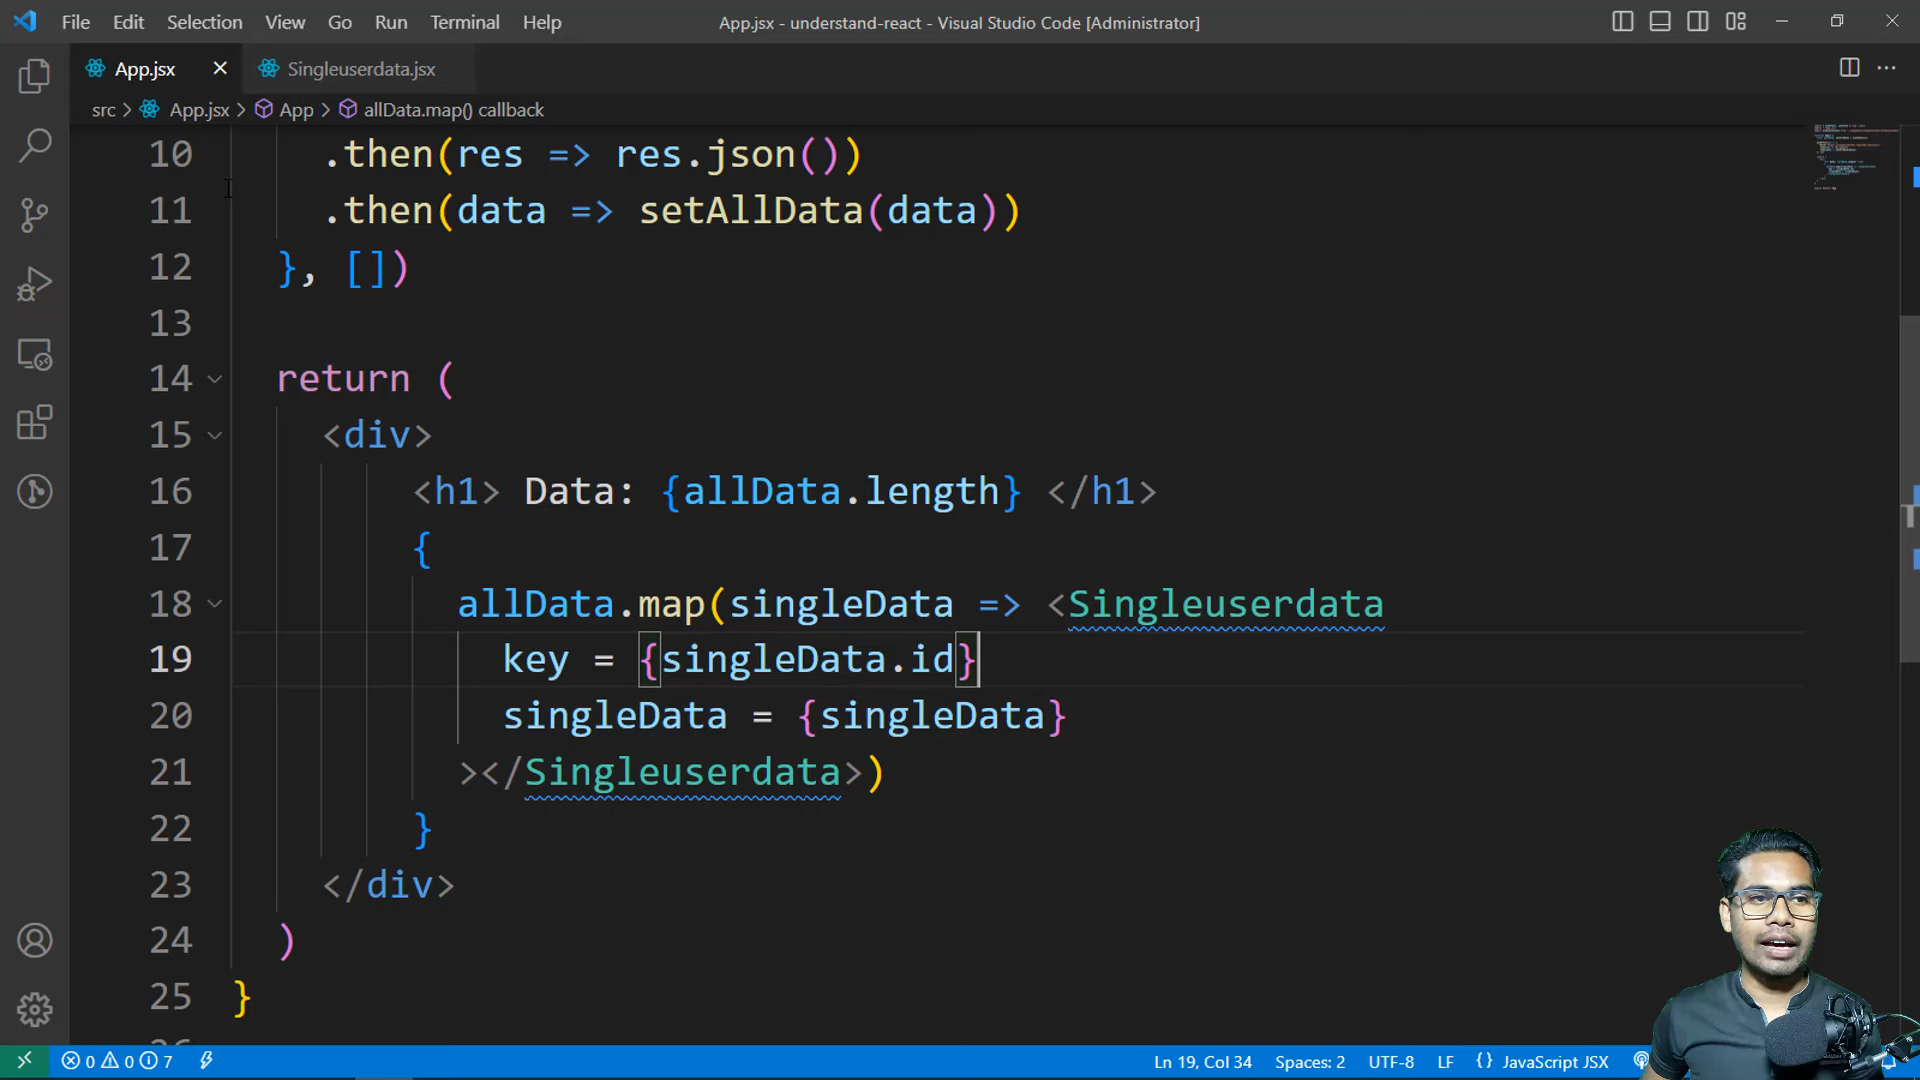 File Edit Selection View Go Run Terminal Help
App.jsx - understand-react - Visual Studio Code [Administrator]
App.jsx
Singleuserdata.jsx
src > App.jsx > App > allData.map() callback
10 .then(res => res.json())
11 .then(data => setAllData(data))
12 }, [])
13
14 return (
15 <div>
16 <h1> Data: {allData.length} </h1>
17 {
18 allData.map(singleData => <Singleuserdata
19 key = {singleData.id}
20 singleData = {singleData}
21 ></Singleuserdata>)
22 }
23 </div>
24 )
25 }
0 0 7
Ln 19, Col 34 Spaces: 2 UTF-8 LF {} JavaScript JSX